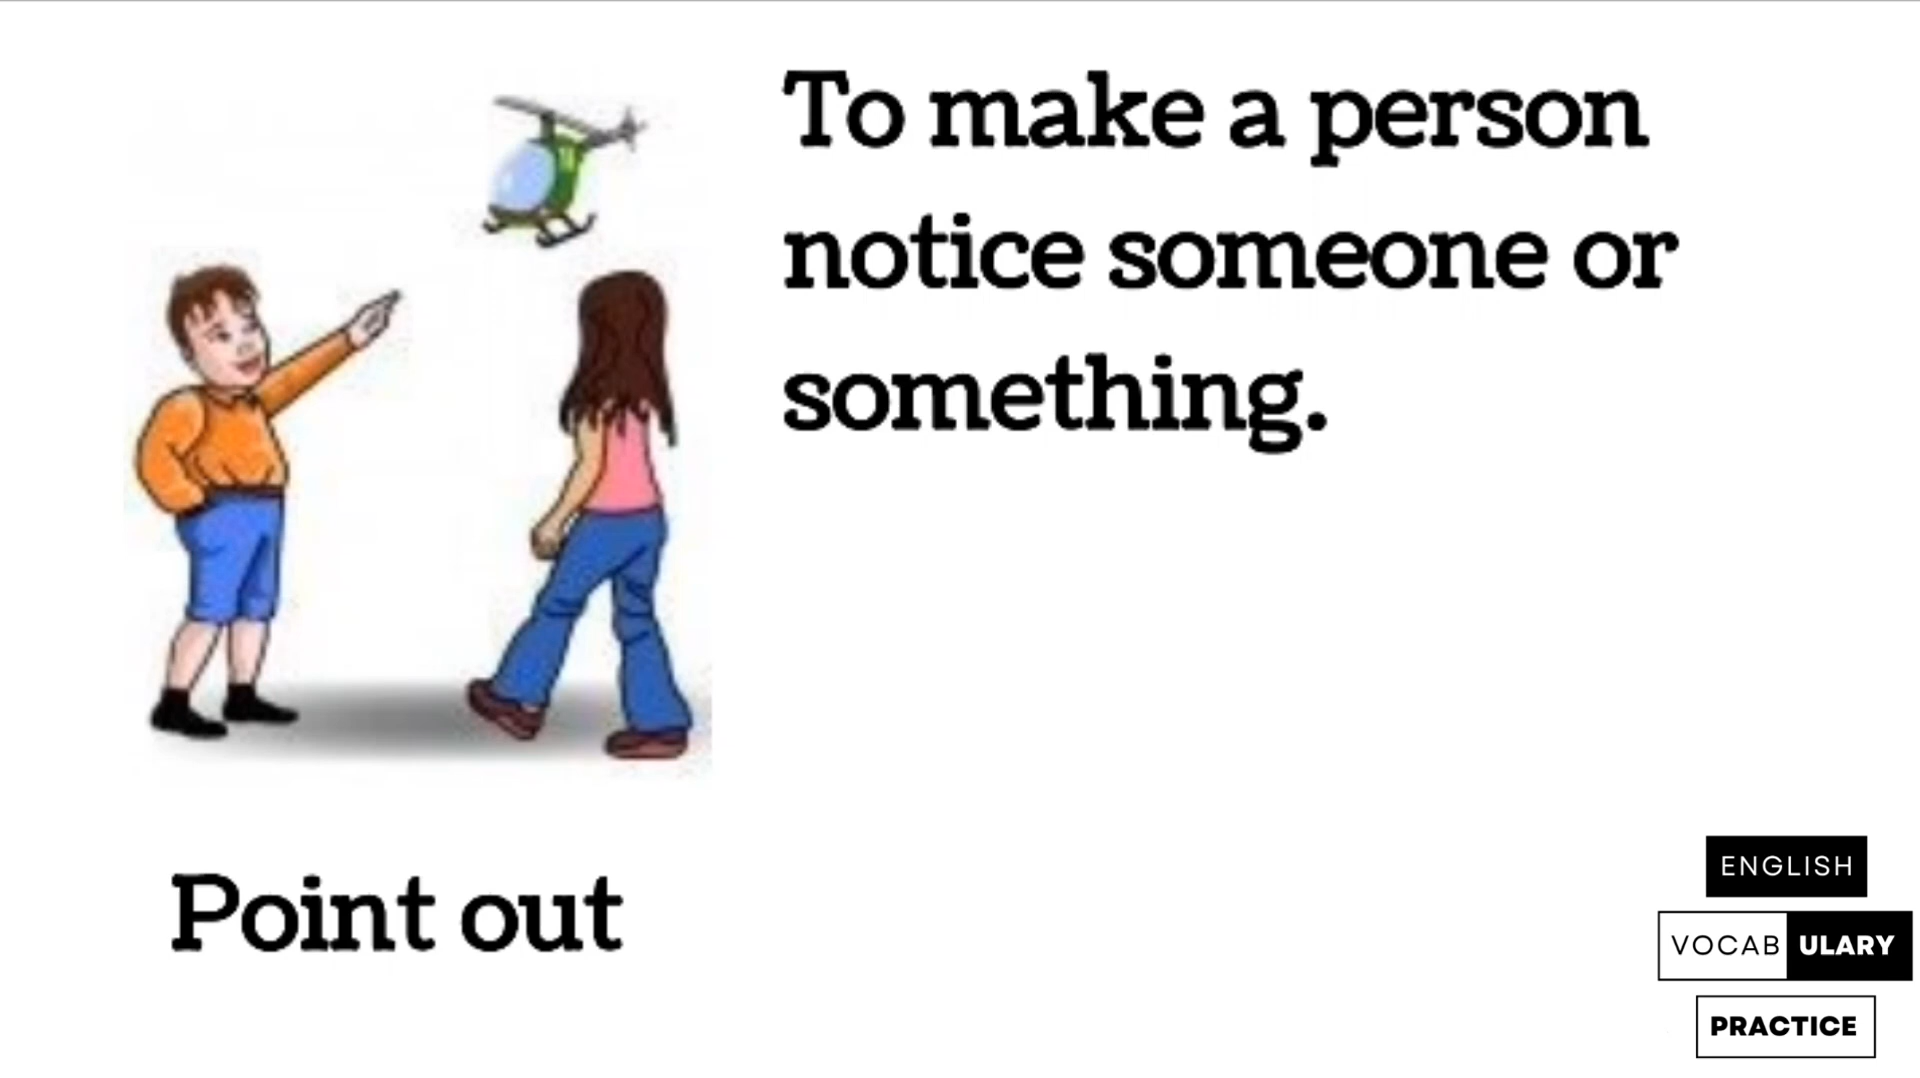 To make a person
notice someone or
something.
Point out
ENGLISH
VOCABULARY
PRACTICE